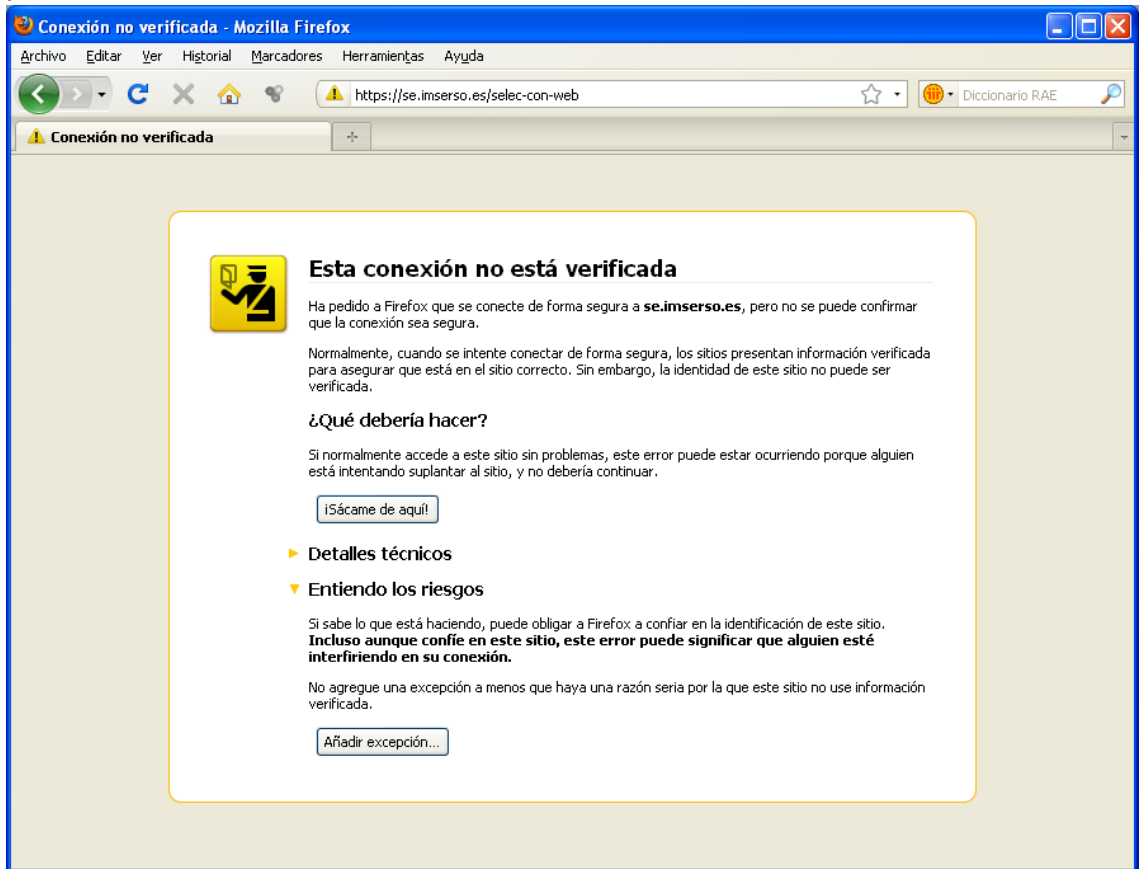 Conexión no verificada - Mozilla Firefox
Archivo Editar Ver Historial Marcadores Herramientas Ayuda
https://se.imserso.es/selec-con-web Diccionario RAE
Conexión no verificada
Esta conexión no está verificada
Ha pedido a Firefox que se conecte de forma segura a se.imserso.es, pero no se puede confirmar
que la conexión sea segura.
Normalmente, cuando se intente conectar de forma segura, los sitios presentan información verificada
para asegurar que está en el sitio correcto. Sin embargo, la identidad de este sitio no puede ser
verificada.
¿Qué debería hacer?
Si normalmente accede a este sitio sin problemas, este error puede estar ocurriendo porque alguien
está intentando suplantar al sitio, y no debería continuar.
¡Sácame de aquí!
Detalles técnicos
Entiendo los riesgos
Si sabe lo que está haciendo, puede obligar a Firefox a confiar en la identificación de este sitio.
Incluso aunque confíe en este sitio, este error puede significar que alguien esté
interfiriendo en su conexión.
No agregue una excepción a menos que haya una razón seria por la que este sitio no use información
verificada.
Añadir excepción...